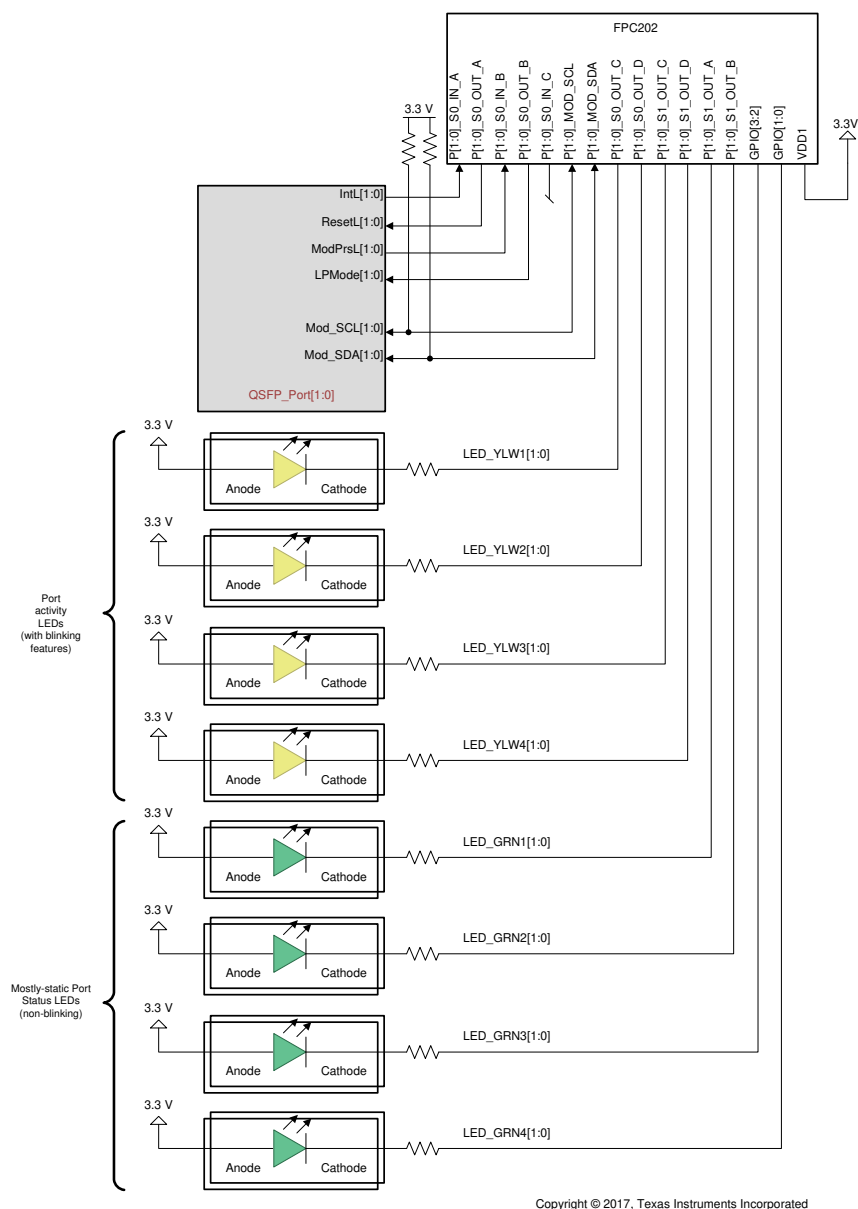 FPC202
P[1:0]_S0_IN_A
P[1:0]_S0_OUT_A
P[1:0]_S0_IN_B
P[1:0]_S0_OUT_B
P[1:0]_S0_IN_C
P[1:0]_MOD_SCL
P[1:0]_MOD_SDA
P[1:0]_S0_OUT_C
P[1:0]_S0_OUT_D
P[1:0]_S1_OUT_C
P[1:0]_S1_OUT_D
P[1:0]_S1_OUT_A
P[1:0]_S1_OUT_B
GPIO[3:2]
GPIO[1:0]
VDD1
3.3 V
3.3V
IntL[1:0]
ResetL[1:0]
ModPrsL[1:0]
LPMode[1:0]
Mod_SCL[1:0]
Mod_SDA[1:0]
QSFP_Port[1:0]
3.3 V
Anode
Cathode
LED_YLW1[1:0]
3.3 V
Anode
Cathode
LED_YLW2[1:0]
Port
activity
LEDs
(with blinking
features)
3.3 V
Anode
Cathode
LED_YLW3[1:0]
3.3 V
Anode
Cathode
LED_YLW4[1:0]
3.3 V
Anode
Cathode
LED_GRN1[1:0]
3.3 V
Anode
Cathode
LED_GRN2[1:0]
Mostly-static Port
Status LEDs
(non-blinking)
3.3 V
Anode
Cathode
LED_GRN3[1:0]
3.3 V
Anode
Cathode
LED_GRN4[1:0]
Copyright © 2017, Texas Instruments Incorporated